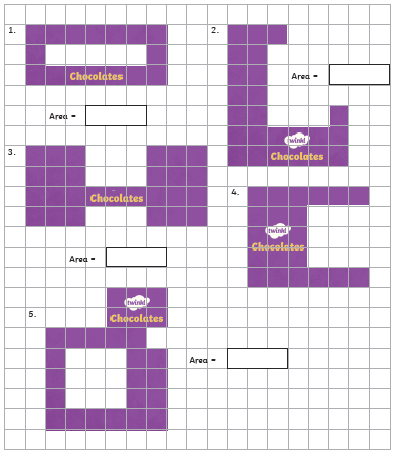 1.
2.
Chocolates
Area =
Area =
twinkl
Chocolates
3.
Chocolates
4.
twinkl
Chocolates
Area =
twinkl
Chocolates
5.
Area =